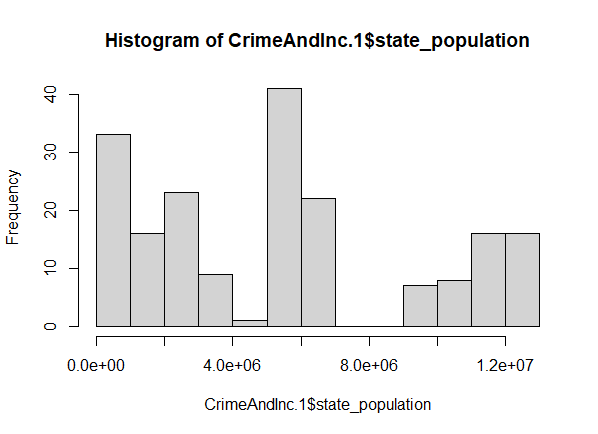 Histogram of CrimeAndInc.1$state_population
Frequency
40
30
20
10
0
0.0e+00 4.0e+06 8.0e+06 1.2e+07
CrimeAndInc.1$state_population